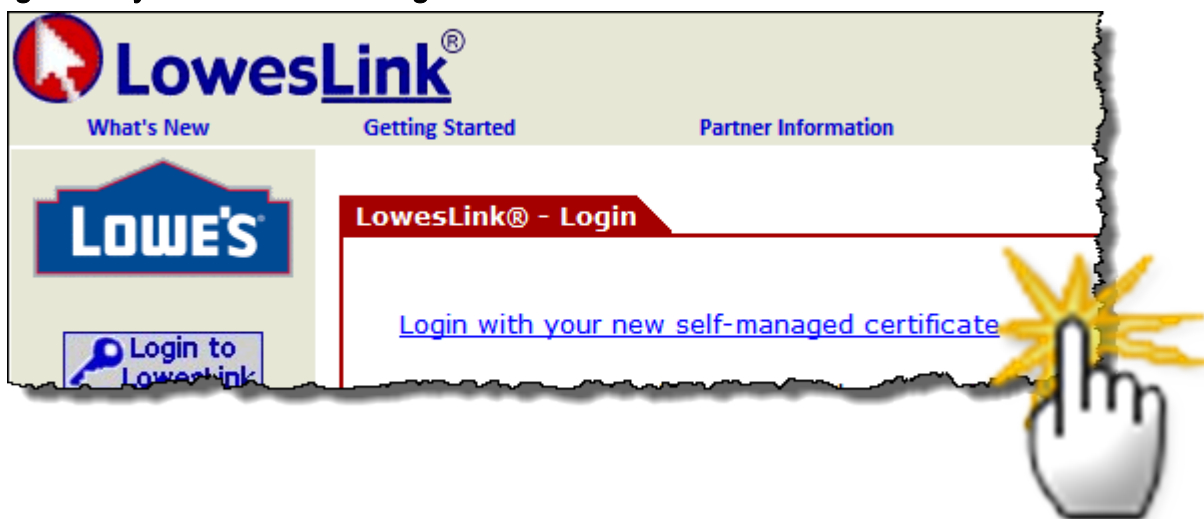 LowesLink®
What's New Getting Started Partner Information
LOWE'S
LowesLink® - Login
Login with your new self-managed certificate
Login to
LowesLink